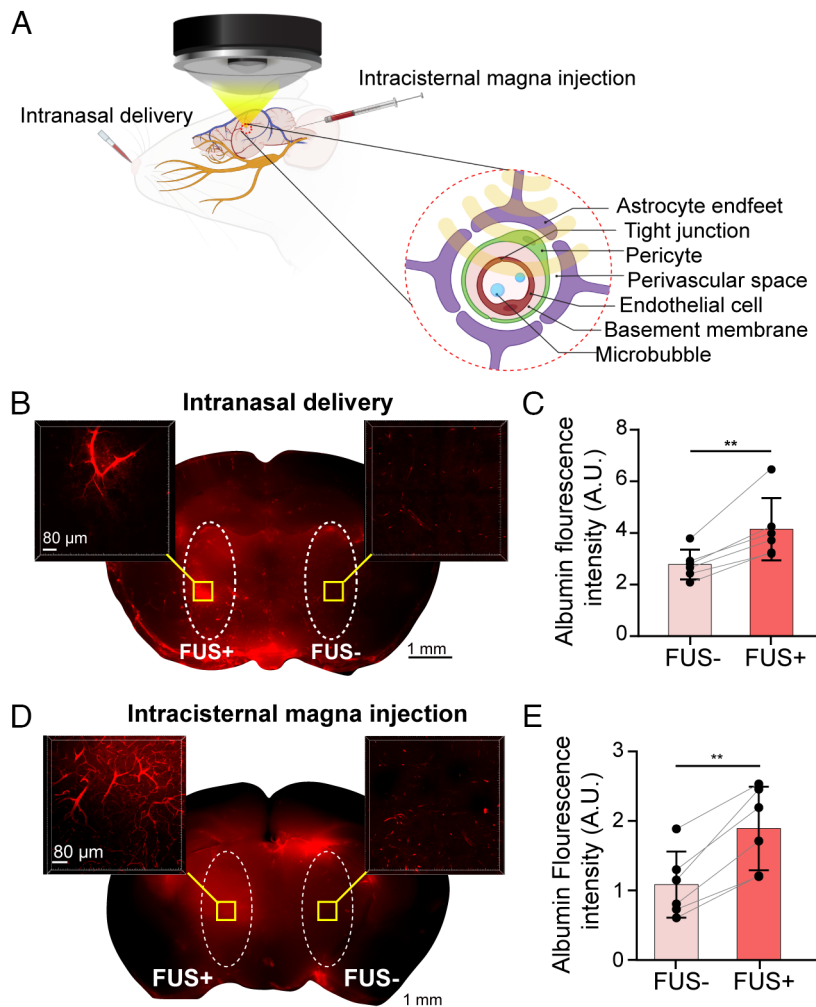 A
Intranasal delivery
Intracisternal magna injection
Astrocyte endfeet
Tight junction
Pericyte
Perivascular space
Endothelial cell
Basement membrane
Microbubble
B
Intranasal delivery
80 µm
FUS+
FUS-
1 mm
C
Albumin flourescence
intensity (A.U.)
8
6
4
2
0
**
FUS-
FUS+
D
Intracisternal magna injection
80 µm
FUS+
FUS-
1 mm
E
Albumin Flourescence
intensity (A.U.)
3
2
1
0
**
FUS-
FUS+